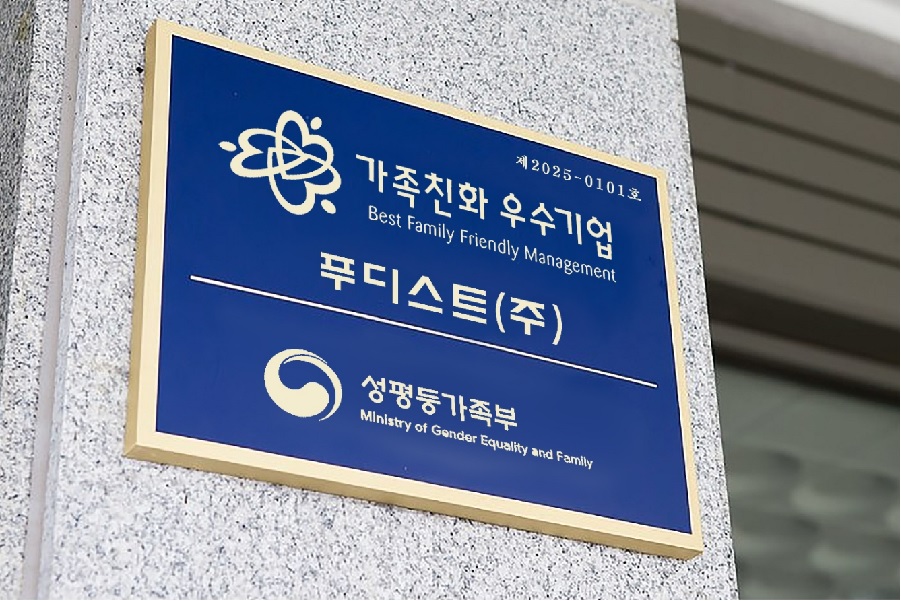 제2025-0101호
가족친화 우수기업
Best Family Friendly Management
푸디스트(주)
성평등가족부
Ministry of Gender Equality and Family